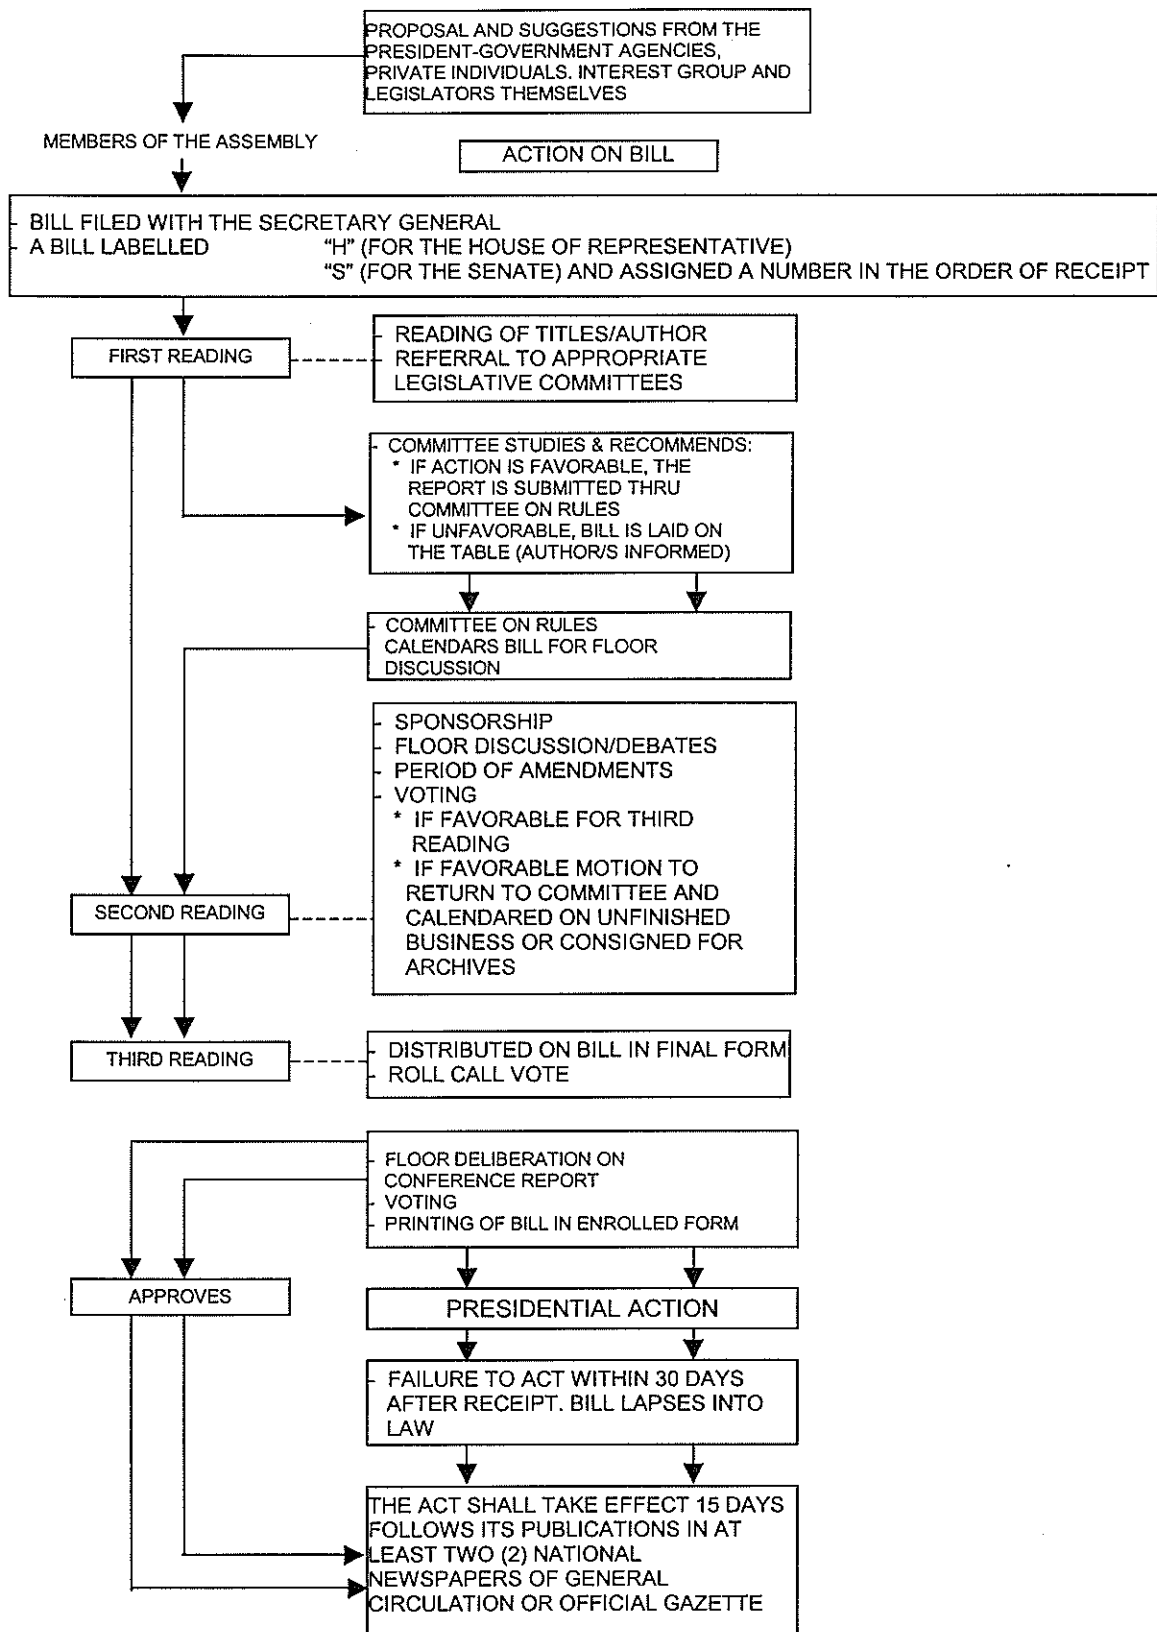 PROPOSAL AND SUGGESTIONS FROM THE
PRESIDENT-GOVERNMENT AGENCIES,
PRIVATE INDIVIDUALS. INTEREST GROUP AND
LEGISLATORS THEMSELVES
MEMBERS OF THE ASSEMBLY
ACTION ON BILL
- BILL FILED WITH THE SECRETARY GENERAL
- A BILL LABELLED "H" (FOR THE HOUSE OF REPRESENTATIVE)
"S" (FOR THE SENATE) AND ASSIGNED A NUMBER IN THE ORDER OF RECEIPT
FIRST READING
- READING OF TITLES/AUTHOR
- REFERRAL TO APPROPRIATE
LEGISLATIVE COMMITTEES
- COMMITTEE STUDIES & RECOMMENDS:
* IF ACTION IS FAVORABLE, THE
REPORT IS SUBMITTED THRU
COMMITTEE ON RULES
* IF UNFAVORABLE, BILL IS LAID ON
THE TABLE (AUTHOR/S INFORMED)
- COMMITTEE ON RULES
CALENDARS BILL FOR FLOOR
DISCUSSION
- SPONSORSHIP
- FLOOR DISCUSSION/DEBATES
- PERIOD OF AMENDMENTS
- VOTING
* IF FAVORABLE FOR THIRD
READING
* IF FAVORABLE MOTION TO
RETURN TO COMMITTEE AND
CALENDARED ON UNFINISHED
BUSINESS OR CONSIGNED FOR
ARCHIVES
SECOND READING
THIRD READING
- DISTRIBUTED ON BILL IN FINAL FORM
- ROLL CALL VOTE
- FLOOR DELIBERATION ON
CONFERENCE REPORT
- VOTING
- PRINTING OF BILL IN ENROLLED FORM
APPROVES
PRESIDENTIAL ACTION
- FAILURE TO ACT WITHIN 30 DAYS
AFTER RECEIPT. BILL LAPSES INTO
LAW
THE ACT SHALL TAKE EFFECT 15 DAYS
FOLLOWS ITS PUBLICATIONS IN AT
LEAST TWO (2) NATIONAL
NEWSPAPERS OF GENERAL
CIRCULATION OR OFFICIAL GAZETTE